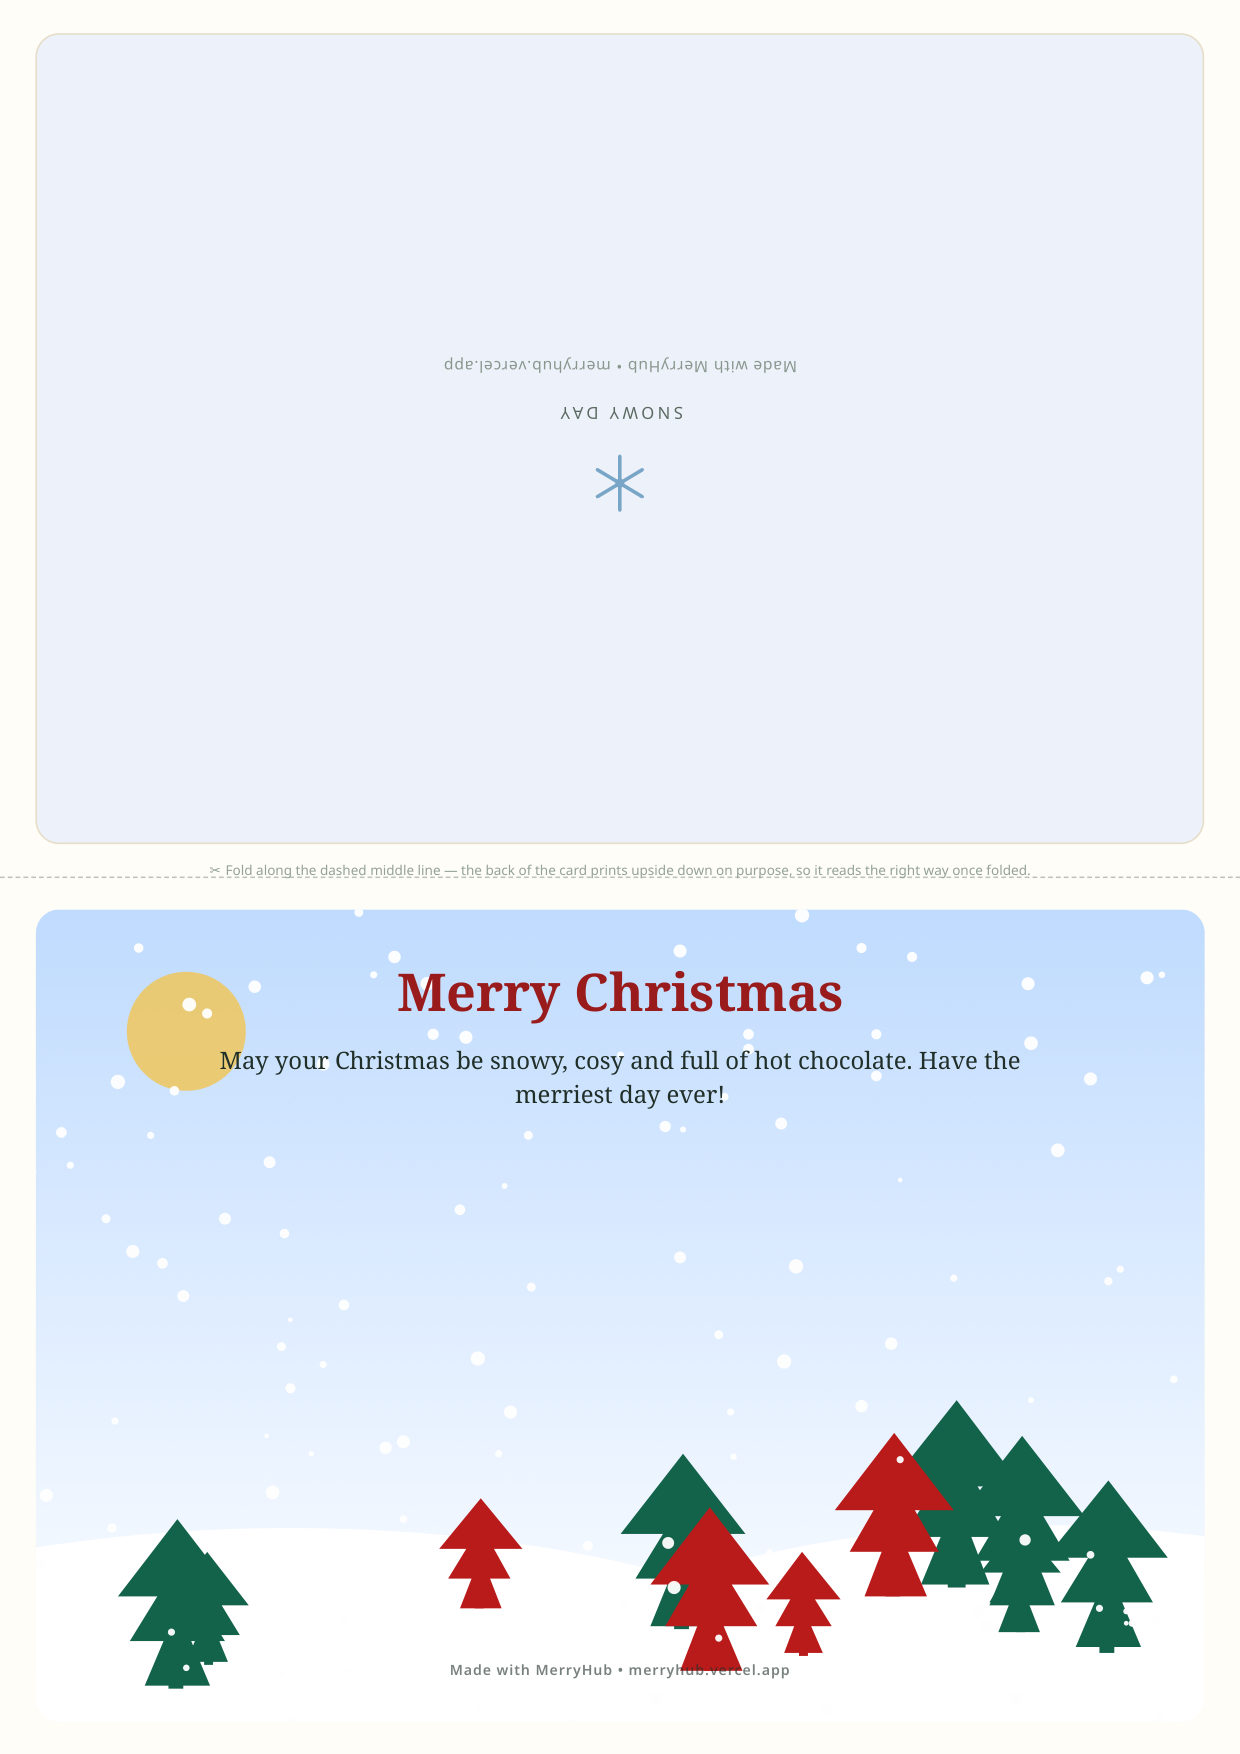 Made with MerryHub • merryhub.vercel.app
SNOWY DAY
✂ Fold along the dashed middle line — the back of the card prints upside down on purpose, so it reads the right way once folded.
Merry Christmas
May your Christmas be snowy, cosy and full of hot chocolate. Have the
merriest day ever!
Made with MerryHub • merryhub.vercel.app